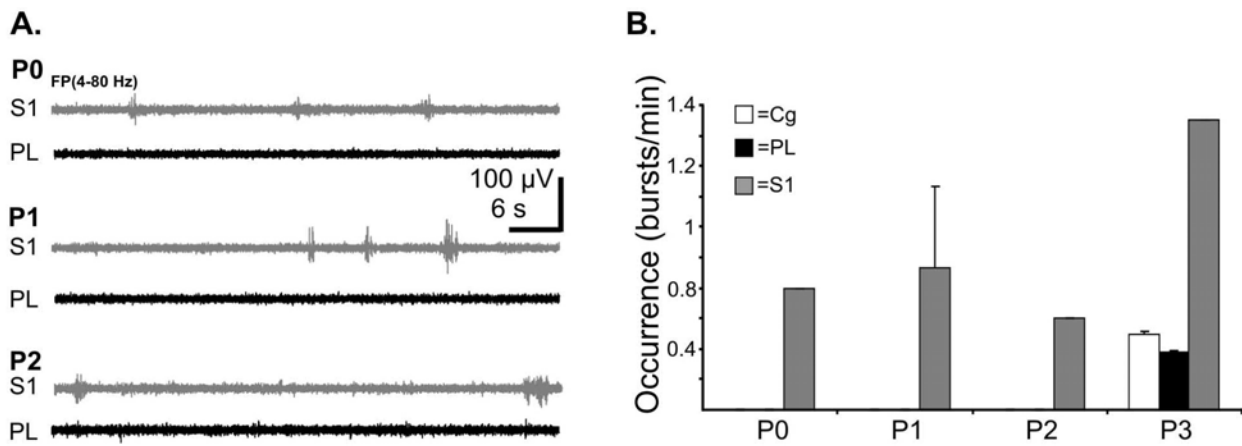 A.
P0 FP(4-80 Hz)
S1
PL
100 µV
6 s
P1
S1
PL
P2
S1
PL
B.
Occurrence (bursts/min)
1.4
1.2
1
0.8
0.4
=Cg
=PL
=S1
P0 P1 P2 P3